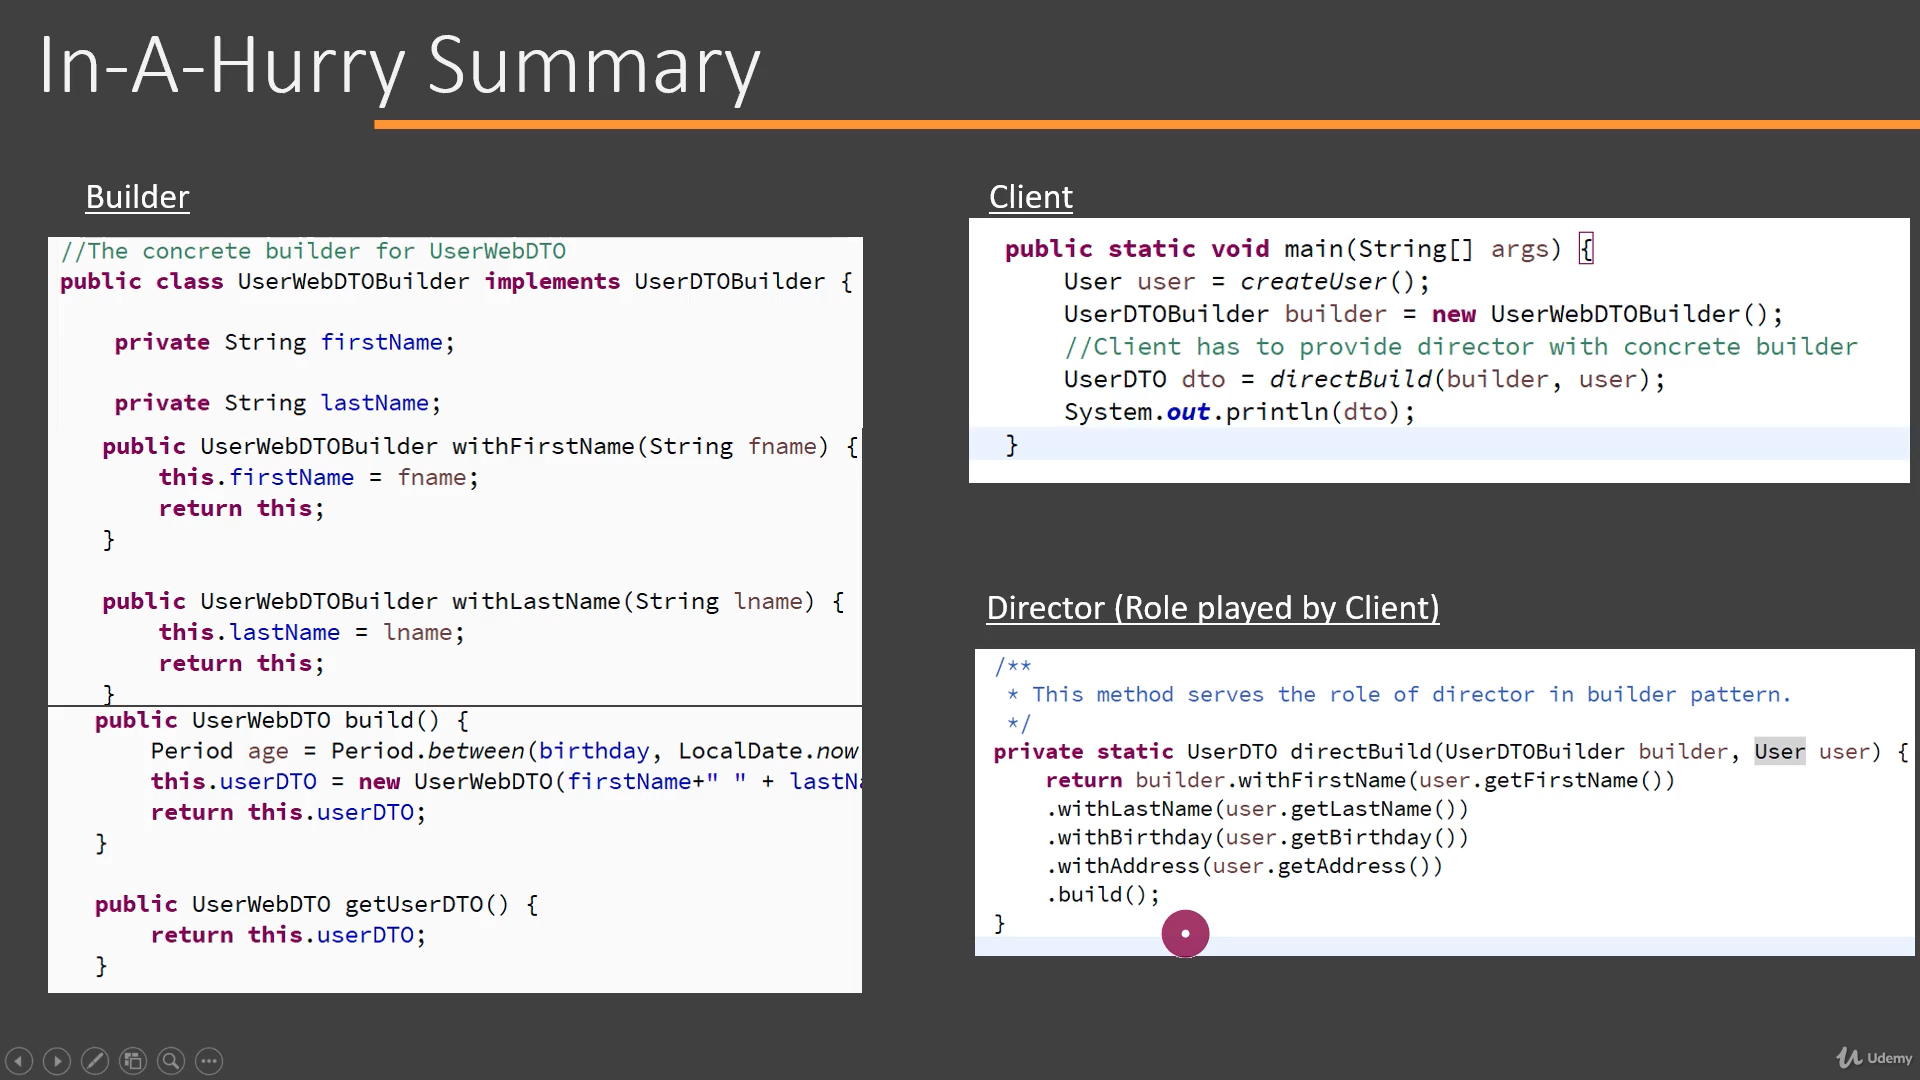 In-A-Hurry Summary
Builder
//The concrete builder for UserWebDTO
public class UserWebDTOBuilder implements UserDTOBuilder {
private String firstName;
private String lastName;
public UserWebDTOBuilder withFirstName(String fname) {
this.firstName = fname;
return this;
}
public UserWebDTOBuilder withLastName(String lname) {
this.lastName = lname;
return this;
}
public UserWebDTO build() {
Period age = Period.between(birthday, LocalDate.now
this.userDTO = new UserWebDTO(firstName+" " + lastNa
return this.userDTO;
}
public UserWebDTO getUserDTO() {
return this.userDTO;
}
Client
public static void main(String[] args) {
User user = createUser();
UserDTOBuilder builder = new UserWebDTOBuilder();
//Client has to provide director with concrete builder
UserDTO dto = directBuild(builder, user);
System.out.println(dto);
}
Director (Role played by Client)
/**
* This method serves the role of director in builder pattern.
*/
private static UserDTO directBuild(UserDTOBuilder builder, User user) {
return builder.withFirstName(user.getFirstName())
.withLastName(user.getLastName())
.withBirthday(user.getBirthday())
.withAddress(user.getAddress())
.build();
}
Udemy